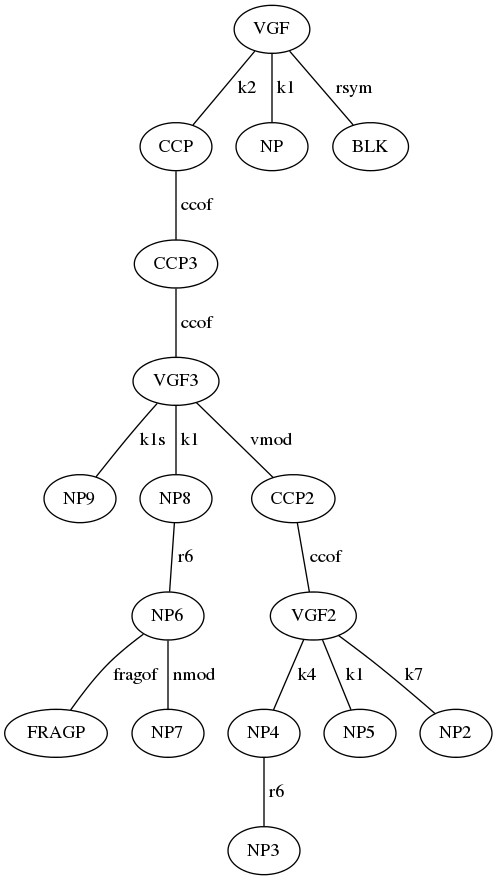 VGF
k2 k1 rsym
CCP NP BLK
ccof
CCP3
ccof
VGF3
k1s k1 vmod
NP9 NP8 CCP2
r6 ccof
NP6 VGF2
fragof nmod k4 k1 k7
FRAGP NP7 NP4 NP5 NP2
r6
NP3